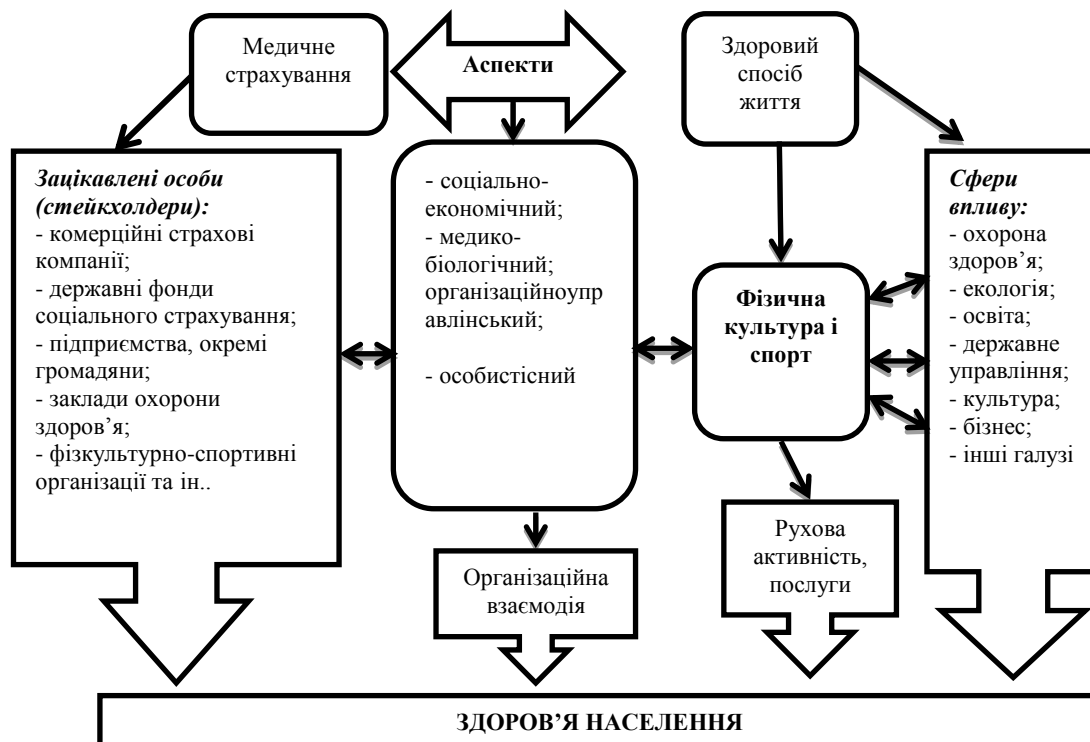 Медичне
страхування
Аспекти
Здоровий
спосіб
життя
Зацікавлені особи
(стейкхолдери):
- комерційні страхові
компанії;
- державні фонди
соціального страхування;
- підприємства, окремі
громадяни;
- заклади охорони
здоров’я;
- фізкультурно-спортивні
організації та ін..
- соціально-
економічний;
- медико-
біологічний;
організаційноупр
авлінський;
- особистісний
Фізична
культура і
спорт
Сфери
впливу:
- охорона
здоров’я;
- екологія;
- освіта;
- державне
управління;
- культура;
- бізнес;
- інші галузі
Організаційна
взаємодія
Рухова
активність,
послуги
ЗДОРОВ’Я НАСЕЛЕННЯ